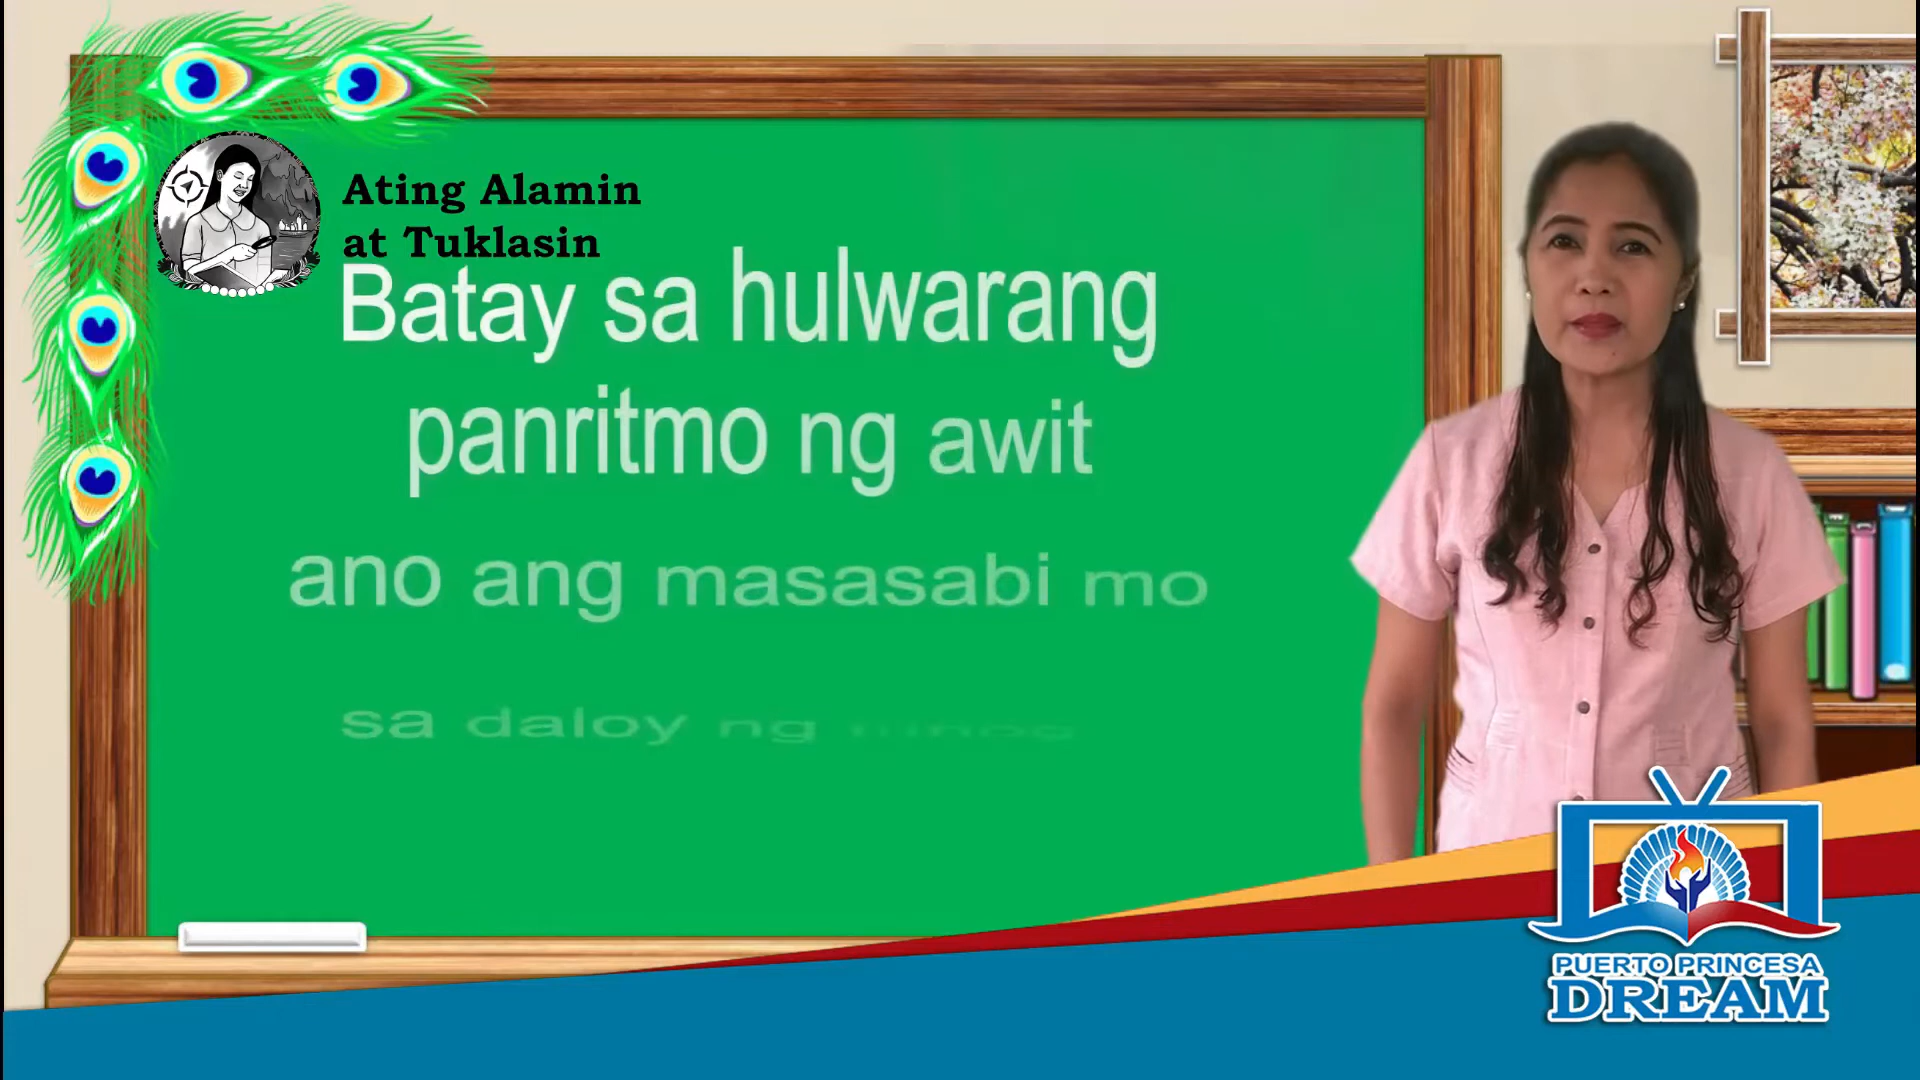 Ating Alamin
at Tuklasin
Batay sa hulwarang
panritmo ng awit
ano ang masasabi mo
sa daloy ng
PUERTO PRINCESA
DREAM